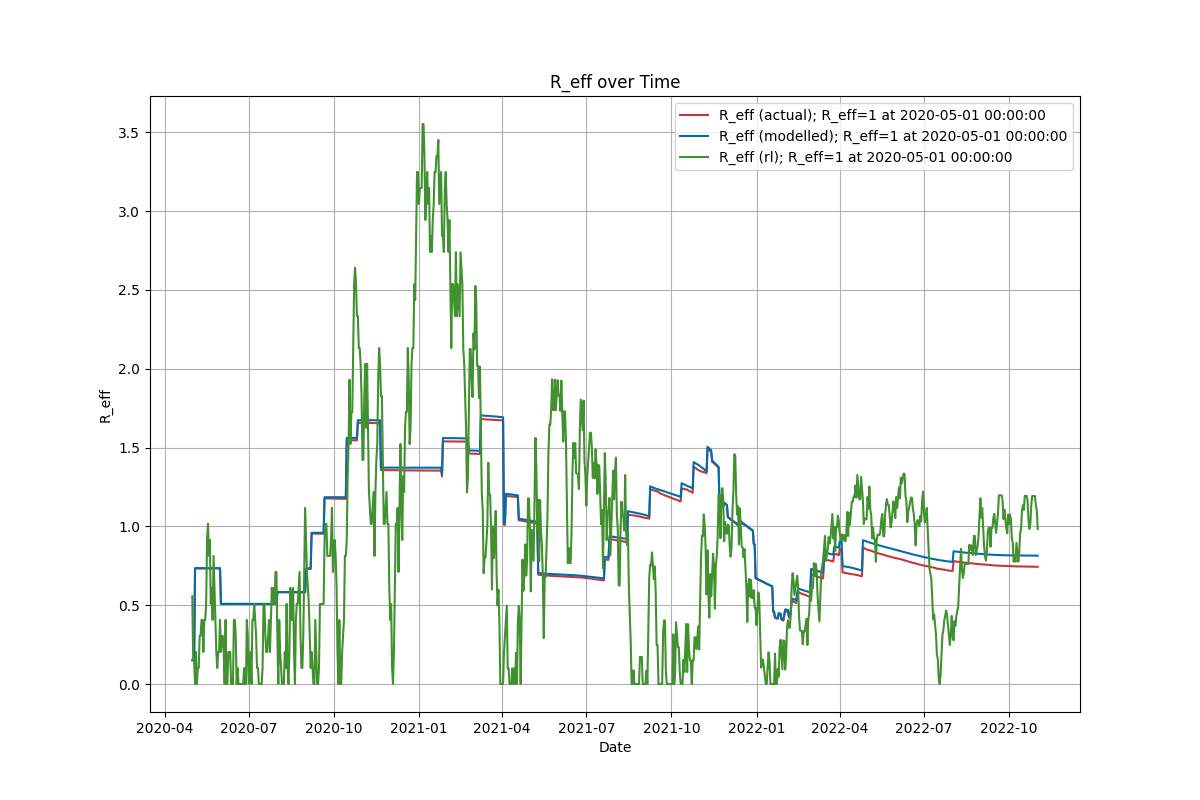 R_eff over Time
R_eff (actual); R_eff=1 at 2020-05-01 00:00:00
R_eff (modelled); R_eff=1 at 2020-05-01 00:00:00
R_eff (rl); R_eff=1 at 2020-05-01 00:00:00
3.5
3.0
2.5
2.0
1.5
1.0
0.5
0.0
R_eff
2020-04 2020-07 2020-10 2021-01 2021-04 2021-07 2021-10 2022-01 2022-04 2022-07 2022-10
Date